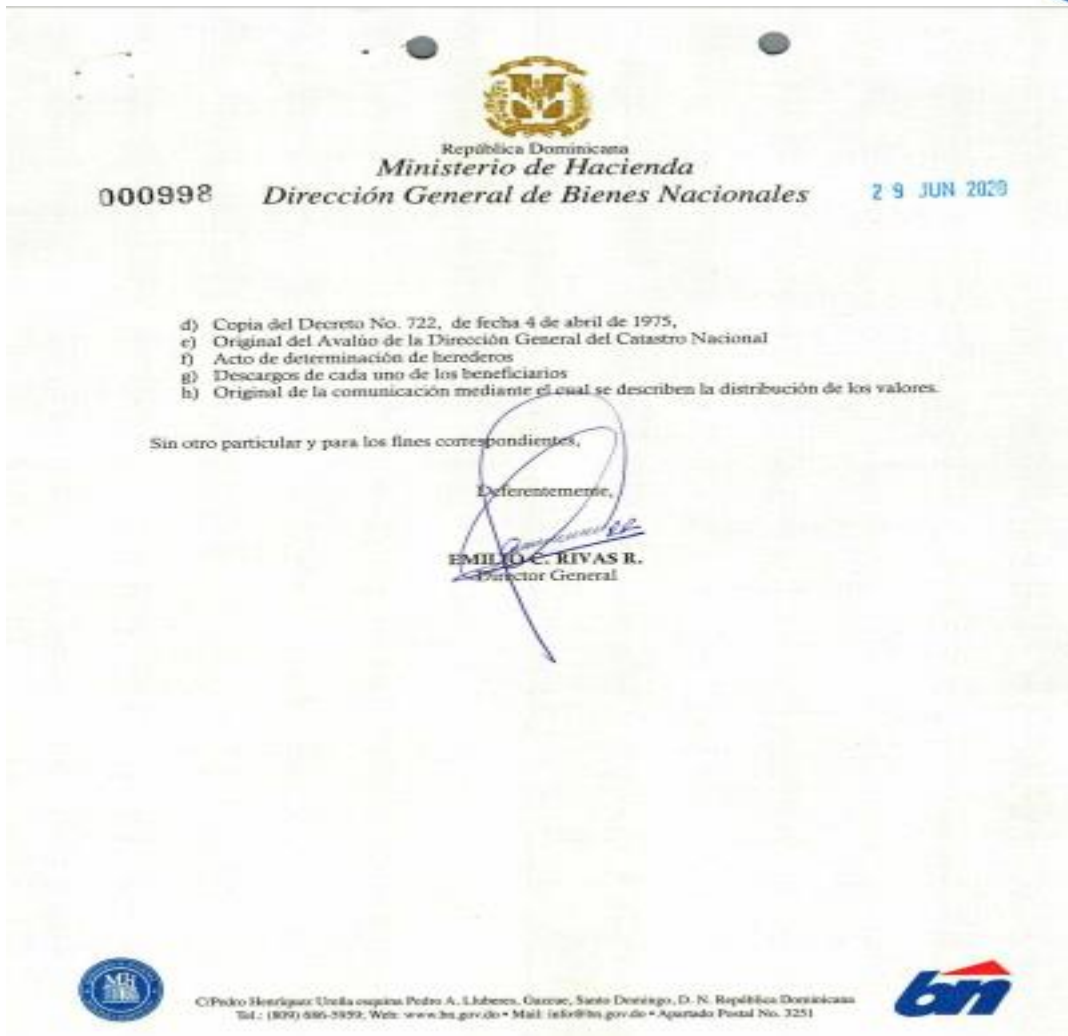 República Dominicana
Ministerio de Hacienda
000998 Dirección General de Bienes Nacionales 29 JUN 2020
d) Copia del Decreto No. 722, de fecha 4 de abril de 1975,
e) Original del Avalúo de la Dirección General del Catastro Nacional
f) Acto de determinación de herederos
g) Descargos de cada uno de los beneficiarios
h) Original de la comunicación mediante el cual se describen la distribución de los valores.
Sin otro particular y para los fines correspondientes,
Deferentemente,
EMILIO C. RIVAS R.
Director General
MH
bn
C/Pedro Henríquez Ureña esquina Pedro A. Lluberes, Gazcue, Santo Domingo, D. N. República Dominicana
Tel.: (809) 686-5959; Web: www.bn.gov.do • Mail: info@bn.gov.do • Apartado Postal No. 3251